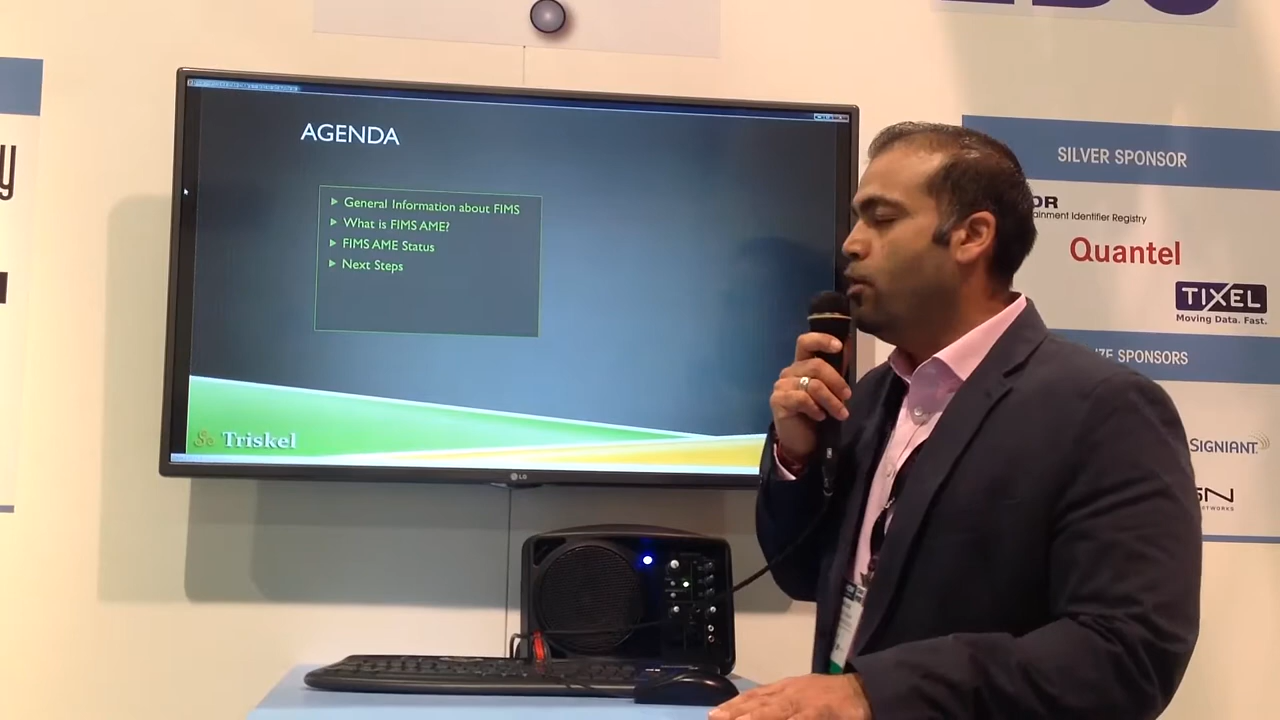 AGENDA
General Information about FIMS
What is FIMS AME?
FIMS AME Status
Next Steps
Triskel
LG
SILVER SPONSOR
Quantel
TIXEL
Moving Data. Fast.
SPONSORS
SIGNIANT
Identifier Registry